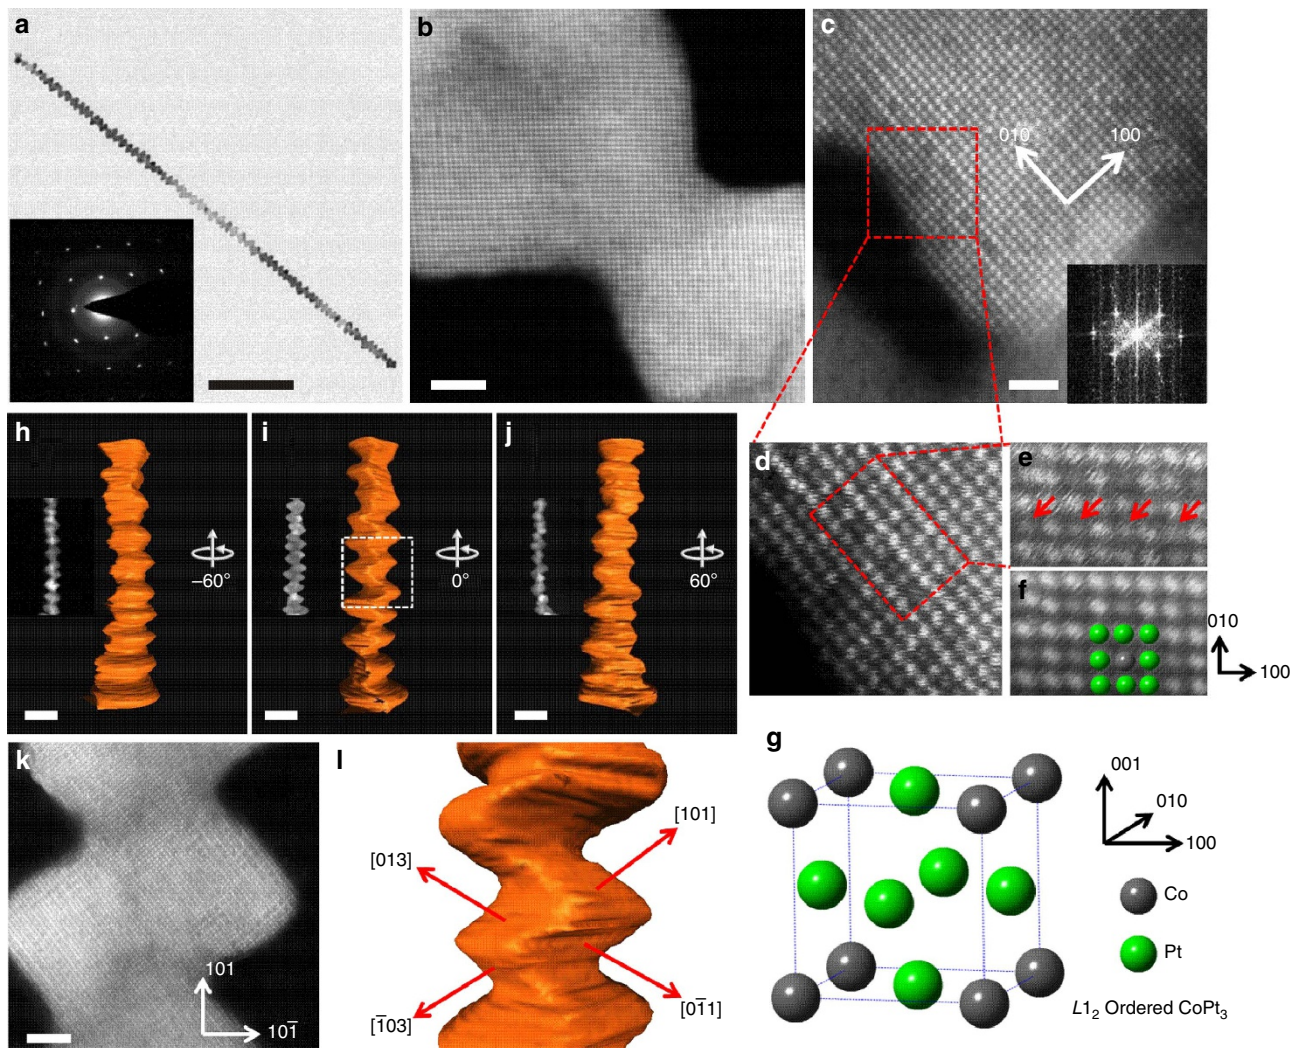 a
b
c
010
100
h
i
j
−60°
0°
60°
d
e
f
010
100
k
101
101̅
l
[101]
[013]
[1̅03]
[01̅1]
g
001
010
100
Co
Pt
L1₂ Ordered CoPt₃